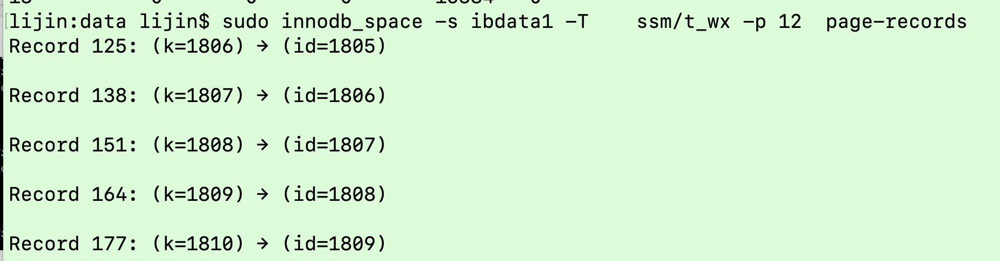 lijin:data lijin$ sudo innodb_space -s ibdata1 -T    ssm/t_wx -p 12  page-records
Record 125: (k=1806) → (id=1805)
Record 138: (k=1807) → (id=1806)
Record 151: (k=1808) → (id=1807)
Record 164: (k=1809) → (id=1808)
Record 177: (k=1810) → (id=1809)